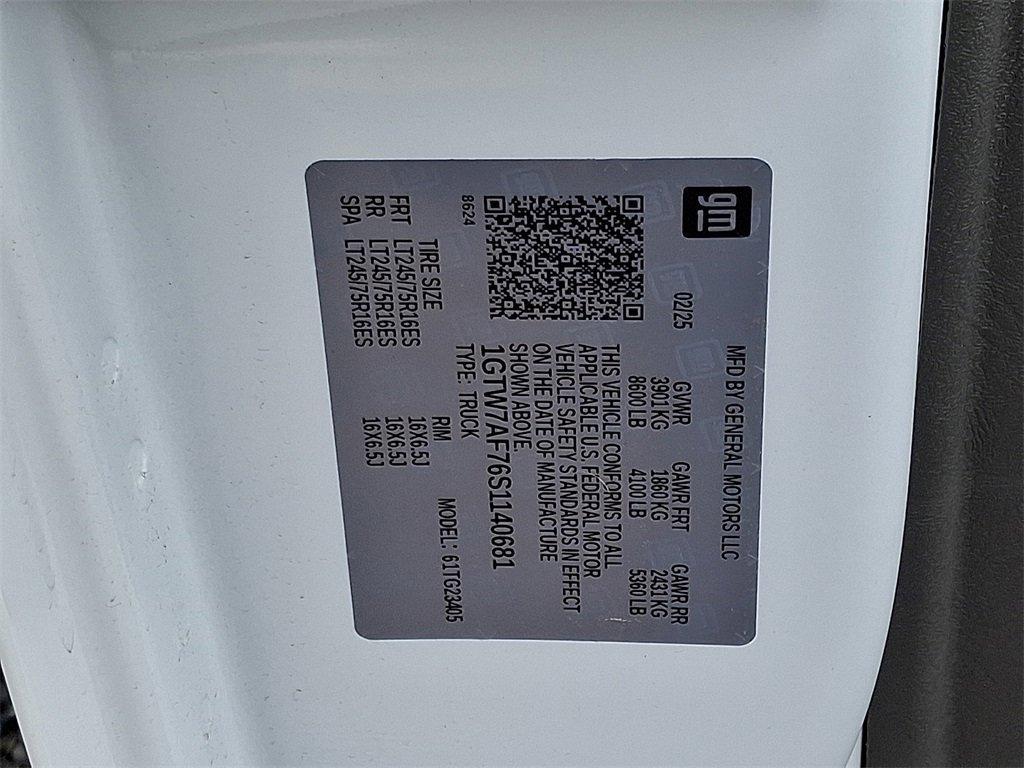 gm
02/25
MFD BY GENERAL MOTORS LLC
GVWR GAWR FRT GAWR RR
3901 KG 1860 KG 2431 KG
8600 LB 4100 LB 5360 LB
THIS VEHICLE CONFORMS TO ALL
APPLICABLE U.S. FEDERAL MOTOR
VEHICLE SAFETY STANDARDS IN EFFECT
ON THE DATE OF MANUFACTURE
SHOWN ABOVE.
1GTW7AF76S1140681
8624
TYPE: TRUCK MODEL: 61TG23405
TIRE SIZE RIM
FRT LT245/75R16ES 16X6.5J
RR LT245/75R16ES 16X6.5J
SPA LT245/75R16ES 16X6.5J